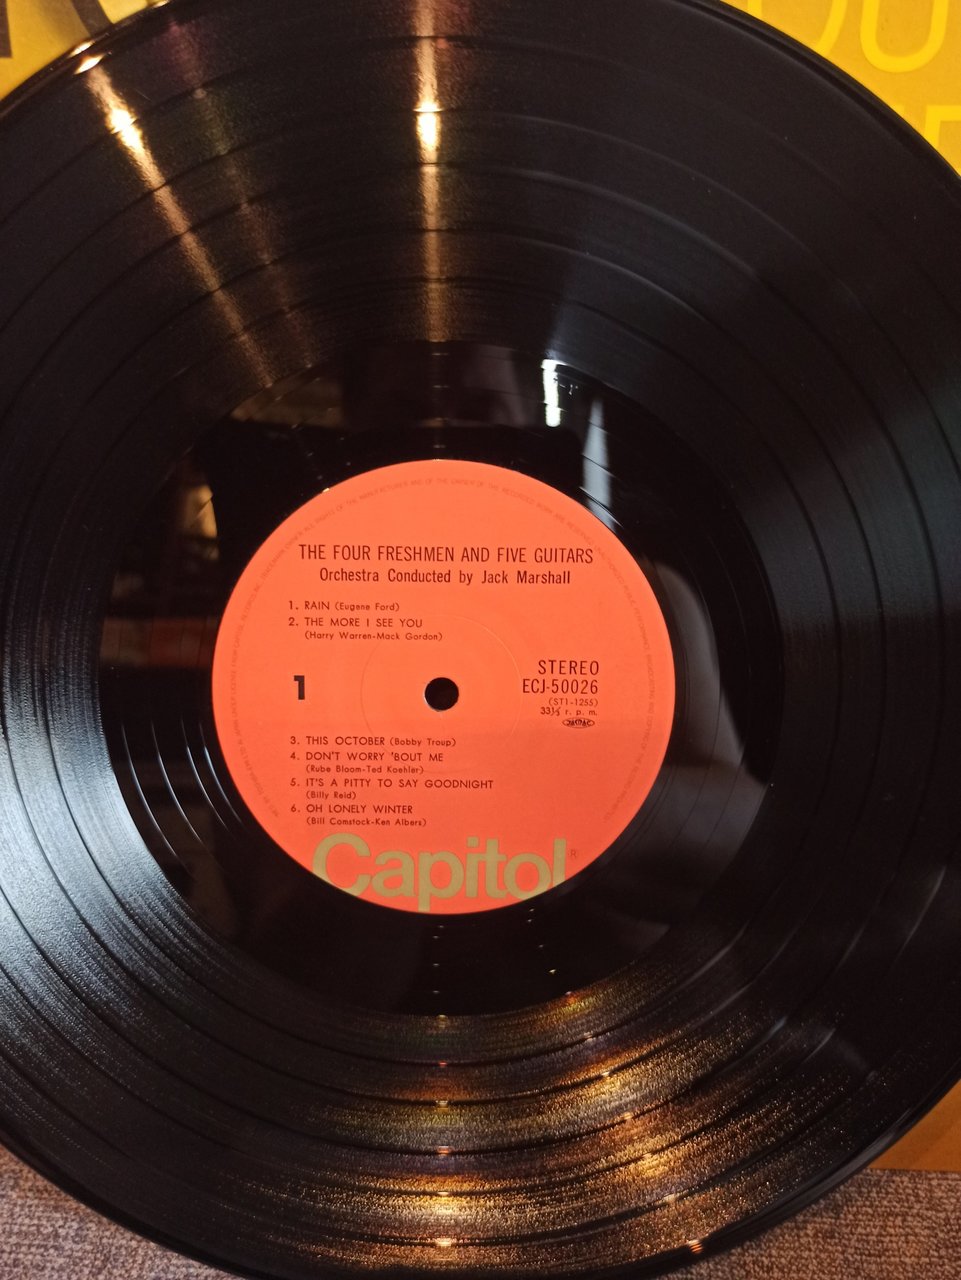 OU
THE FOUR FRESHMEN AND FIVE GUITARS
Orchestra Conducted by Jack Marshall
1. RAIN (Eugene Ford)
2. THE MORE I SEE YOU
(Harry Warren-Mack Gordon)
1
STEREO
ECJ-50026
(ST1-1255)
33⅓ r. p. m.
3. THIS OCTOBER (Bobby Troup)
4. DON'T WORRY 'BOUT ME
(Rube Bloom-Ted Koehler)
5. IT'S A PITTY TO SAY GOODNIGHT
(Billy Reid)
6. OH LONELY WINTER
(Bill Comstock-Ken Albers)
Capitol®